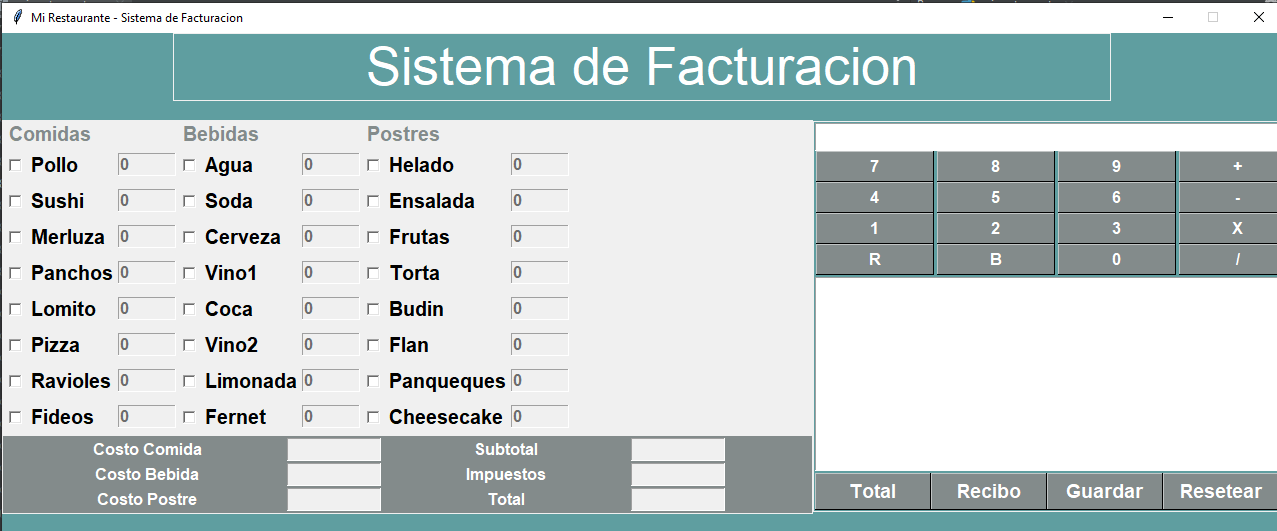 Mi Restaurante - Sistema de Facturacion
Sistema de Facturacion
Comidas Bebidas Postres
Pollo 0 Agua 0 Helado 0
Sushi 0 Soda 0 Ensalada 0
Merluza 0 Cerveza 0 Frutas 0
Panchos 0 Vino1 0 Torta 0
Lomito 0 Coca 0 Budin 0
Pizza 0 Vino2 0 Flan 0
Ravioles 0 Limonada 0 Panqueques 0
Fideos 0 Fernet 0 Cheesecake 0
Costo Comida Subtotal
Costo Bebida Impuestos
Costo Postre Total
7 8 9 +
4 5 6 -
1 2 3 X
R B 0 /
Total Recibo Guardar Resetear